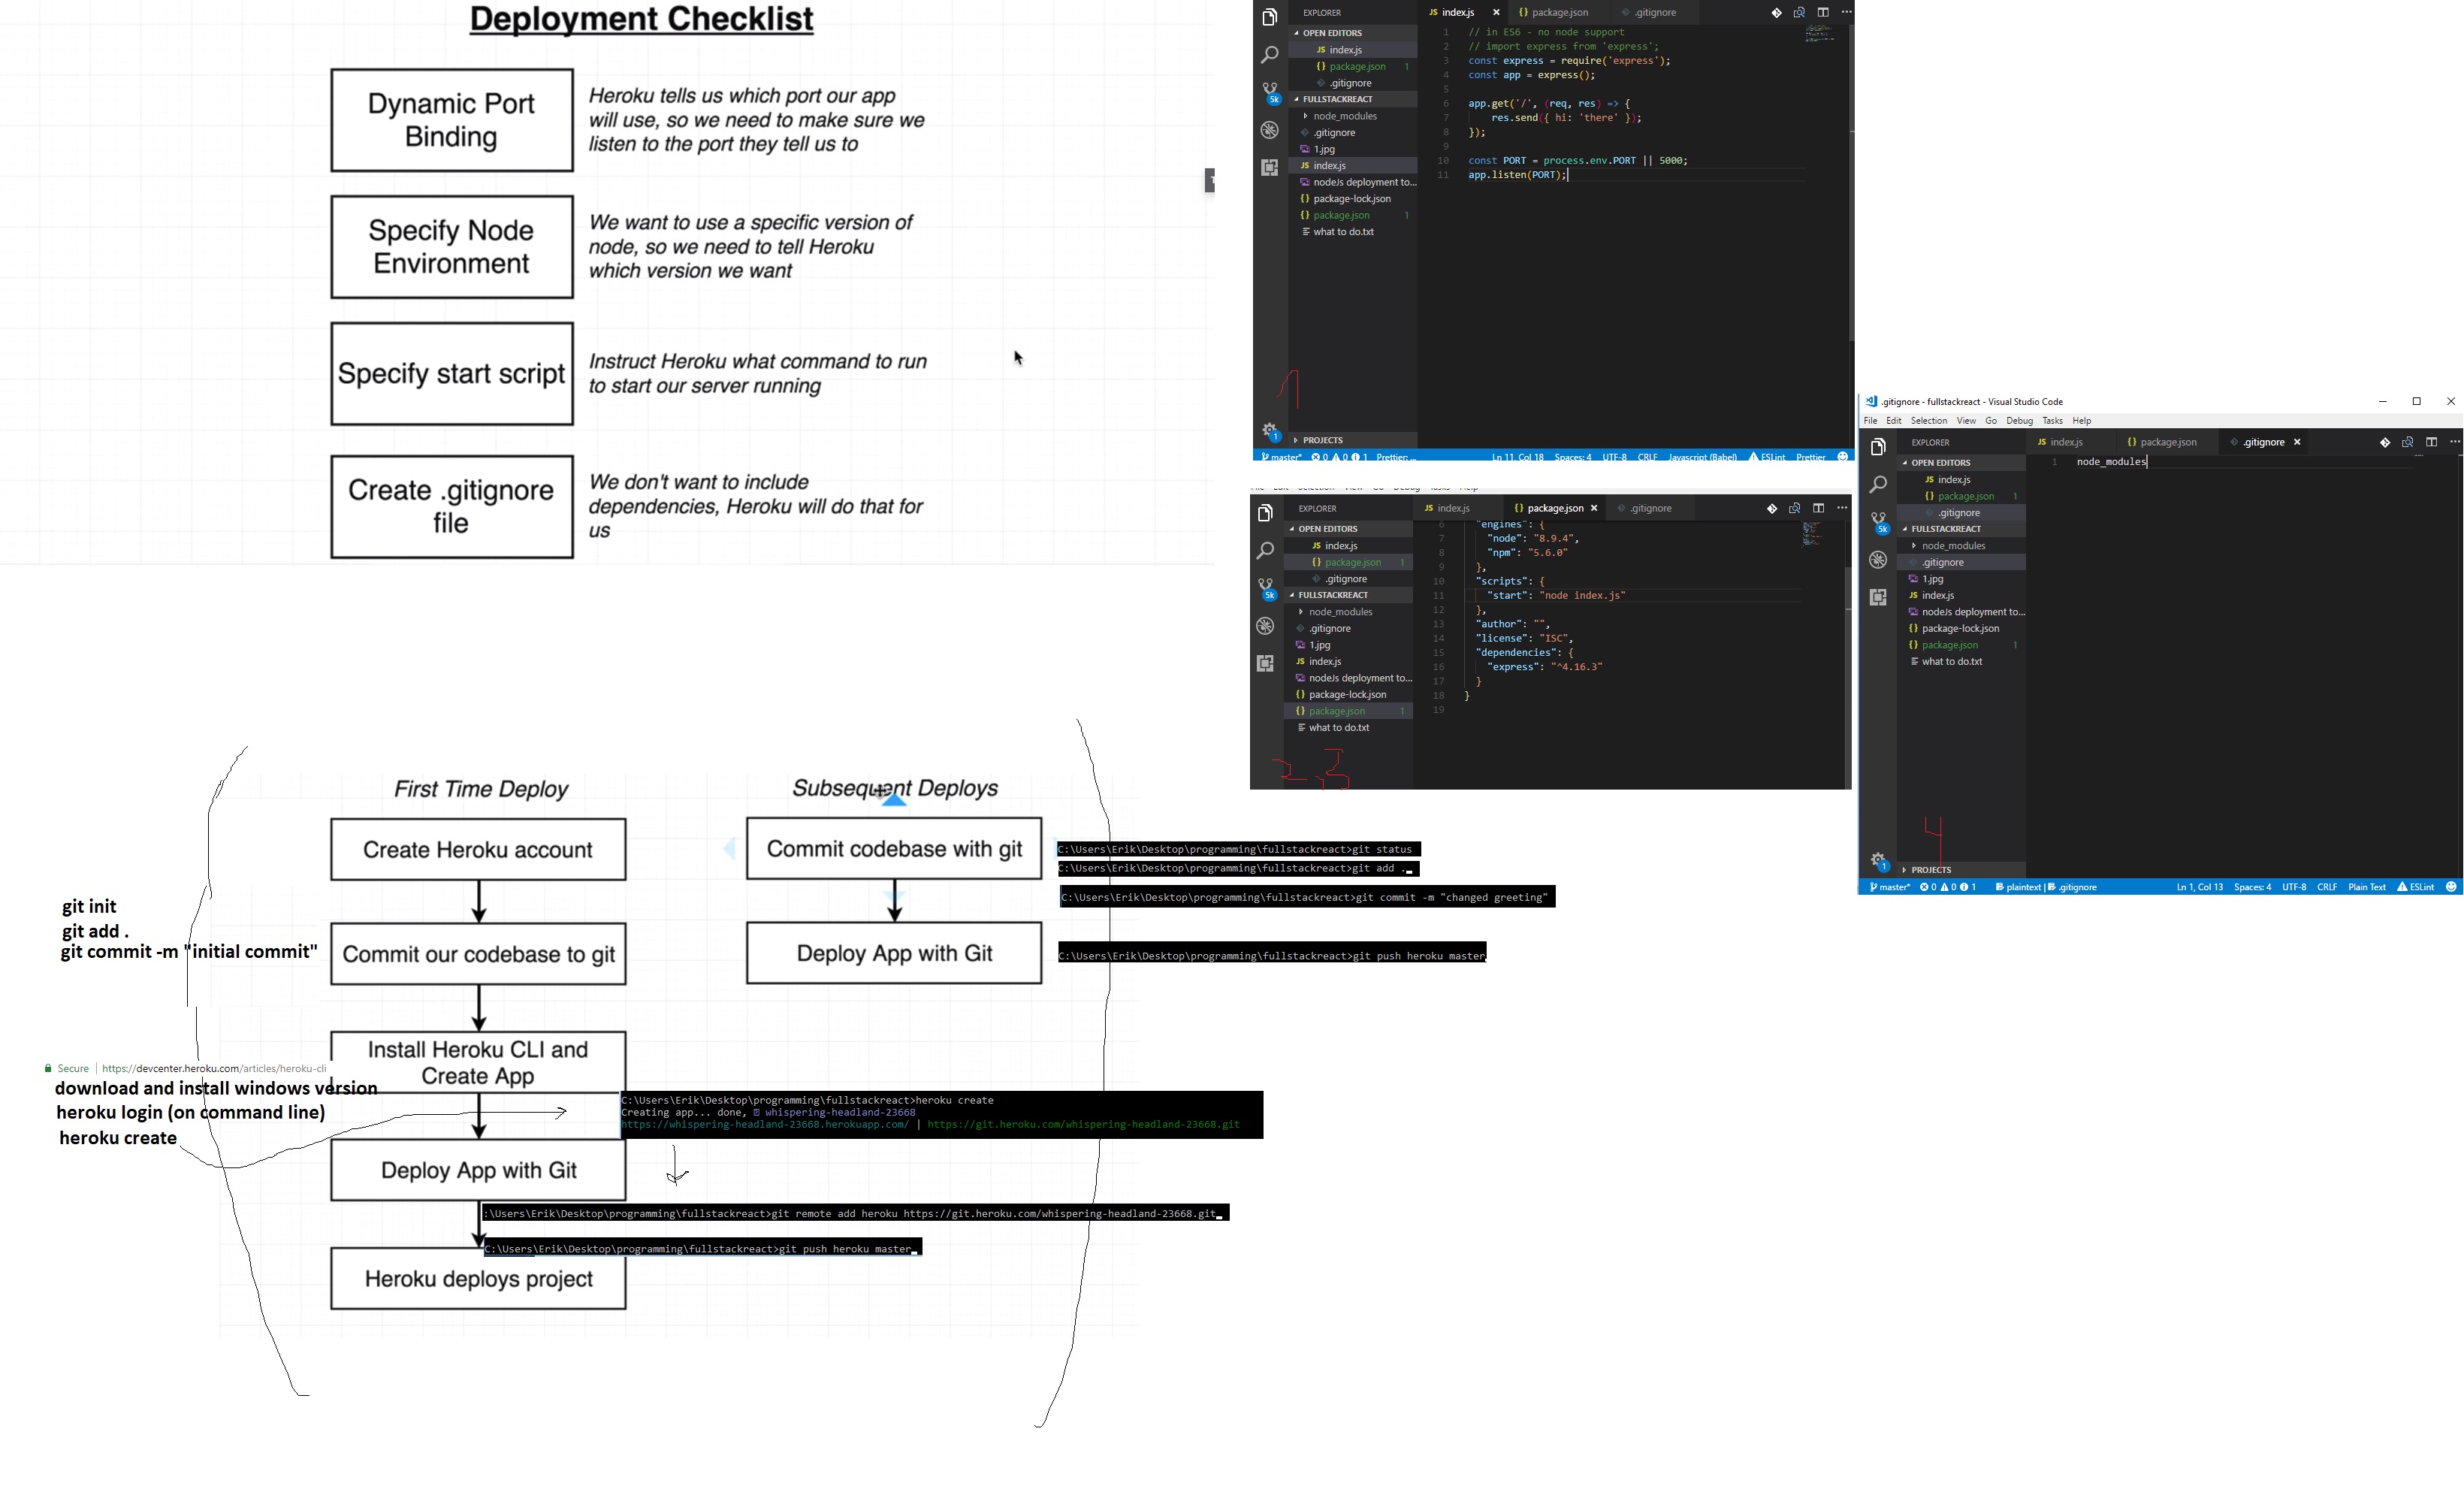 Deployment Checklist
Dynamic Port
Binding
Heroku tells us which port our app
will use, so we need to make sure we
listen to the port they tell us to
Specify Node
Environment
We want to use a specific version of
node, so we need to tell Heroku
which version we want
Specify start script
Instruct Heroku what command to run
to start our server running
Create .gitignore
file
We don't want to include
dependencies, Heroku will do that for
us
EXPLORER
OPEN EDITORS
JS index.js
{} package.json 1
.gitignore
FULLSTACKREACT
node_modules
.gitignore
1.jpg
JS index.js
nodeJs deployment to...
{} package-lock.json
{} package.json 1
what to do.txt
5k
1
PROJECTS
JS index.js
{} package.json
.gitignore
1 // in ES6 - no node support
2 // import express from 'express';
3 const express = require('express');
4 const app = express();
5
6 app.get('/', (req, res) => {
7 res.send({ hi: 'there' });
8 });
9
10 const PORT = process.env.PORT || 5000;
11 app.listen(PORT);
master* 0 0 1 Prettier: ... Ln 11, Col 18 Spaces: 4 UTF-8 CRLF Javascript (Babel) ESLint Prettier
1
EXPLORER
OPEN EDITORS
JS index.js
{} package.json 1
.gitignore
FULLSTACKREACT
node_modules
.gitignore
1.jpg
JS index.js
nodeJs deployment to...
{} package-lock.json
{} package.json 1
what to do.txt
5k
JS index.js
{} package.json
.gitignore
6 "engines": {
7 "node": "8.9.4",
8 "npm": "5.6.0"
9 },
10 "scripts": {
11 "start": "node index.js"
12 },
13 "author": "",
14 "license": "ISC",
15 "dependencies": {
16 "express": "^4.16.3"
17 }
18 }
19
2-3
.gitignore - fullstackreact - Visual Studio Code
File Edit Selection View Go Debug Tasks Help
EXPLORER
OPEN EDITORS
JS index.js
{} package.json 1
.gitignore
FULLSTACKREACT
node_modules
.gitignore
1.jpg
JS index.js
nodeJs deployment to...
{} package-lock.json
{} package.json 1
what to do.txt
5k
1
PROJECTS
JS index.js
{} package.json
.gitignore
1 node_modules
4
master* 0 0 1 plaintext | .gitignore Ln 1, Col 13 Spaces: 4 UTF-8 CRLF Plain Text ESLint
First Time Deploy
Create Heroku account
Commit our codebase to git
Install Heroku CLI and
Create App
Deploy App with Git
Heroku deploys project
git init
git add .
git commit -m "initial commit"
Secure | https://devcenter.heroku.com/articles/heroku-cli
download and install windows version
heroku login (on command line)
heroku create
C:\Users\Erik\Desktop\programming\fullstackreact>heroku create
Creating app... done, whispering-headland-23668
https://whispering-headland-23668.herokuapp.com/ | https://git.heroku.com/whispering-headland-23668.git
:\Users\Erik\Desktop\programming\fullstackreact>git remote add heroku https://git.heroku.com/whispering-headland-23668.git
C:\Users\Erik\Desktop\programming\fullstackreact>git push heroku master
Subsequent Deploys
Commit codebase with git
Deploy App with Git
C:\Users\Erik\Desktop\programming\fullstackreact>git status
C:\Users\Erik\Desktop\programming\fullstackreact>git add .
C:\Users\Erik\Desktop\programming\fullstackreact>git commit -m "changed greeting"
C:\Users\Erik\Desktop\programming\fullstackreact>git push heroku master